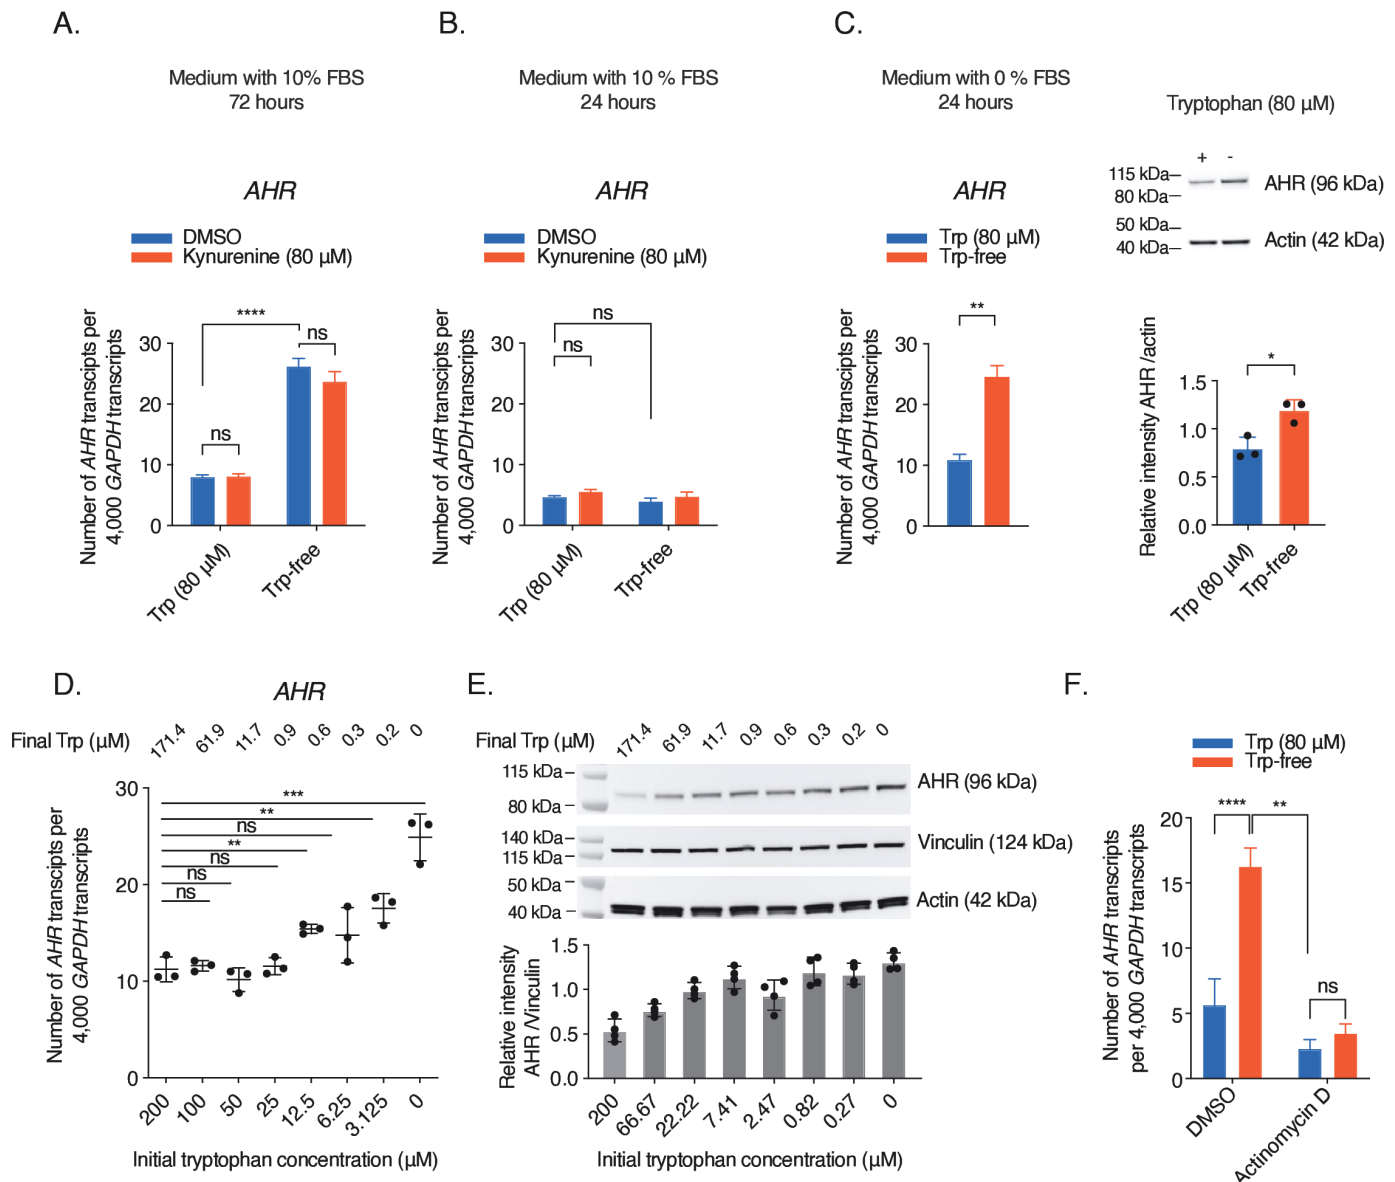 A.
Medium with 10% FBS
72 hours
AHR
DMSO
Kynurenine (80 μM)
Number of AHR transcipts per
4,000 GAPDH transcripts
30
20
10
0
****
ns
ns
Trp (80 μM)
Trp-free
B.
Medium with 10 % FBS
24 hours
AHR
DMSO
Kynurenine (80 μM)
Number of AHR transcipts per
4,000 GAPDH transcripts
30
20
10
0
ns
ns
Trp (80 μM)
Trp-free
C.
Medium with 0 % FBS
24 hours
AHR
Trp (80 μM)
Trp-free
Number of AHR transcipts per
4,000 GAPDH transcripts
30
20
10
0
**
Tryptophan (80 μM)
+ -
115 kDa
80 kDa
AHR (96 kDa)
50 kDa
40 kDa
Actin (42 kDa)
Relative intensity AHR /actin
1.5
1.0
0.5
0.0
*
Trp (80 μM)
Trp-free
D.
AHR
Final Trp (μM) 171.4 61.9 11.7 0.9 0.6 0.3 0.2 0
Number of AHR transcipts per
4,000 GAPDH transcripts
30
20
10
0
***
**
ns
**
ns
ns
ns
200 100 50 25 12.5 6.25 3.125 0
Initial tryptophan concentration (μM)
E.
Final Trp (μM) 171.4 61.9 11.7 0.9 0.6 0.3 0.2 0
115 kDa
80 kDa
AHR (96 kDa)
140 kDa
115 kDa
Vinculin (124 kDa)
50 kDa
40 kDa
Actin (42 kDa)
Relative intensity
AHR /Vinculin
1.5
1.0
0.5
0.0
200 66.67 22.22 7.41 2.47 0.82 0.27 0
Initial tryptophan concentration (μM)
F.
Trp (80 μM)
Trp-free
Number of AHR transcripts
per 4,000 GAPDH transcripts
20
15
10
5
0
****
**
ns
DMSO
Actinomycin D